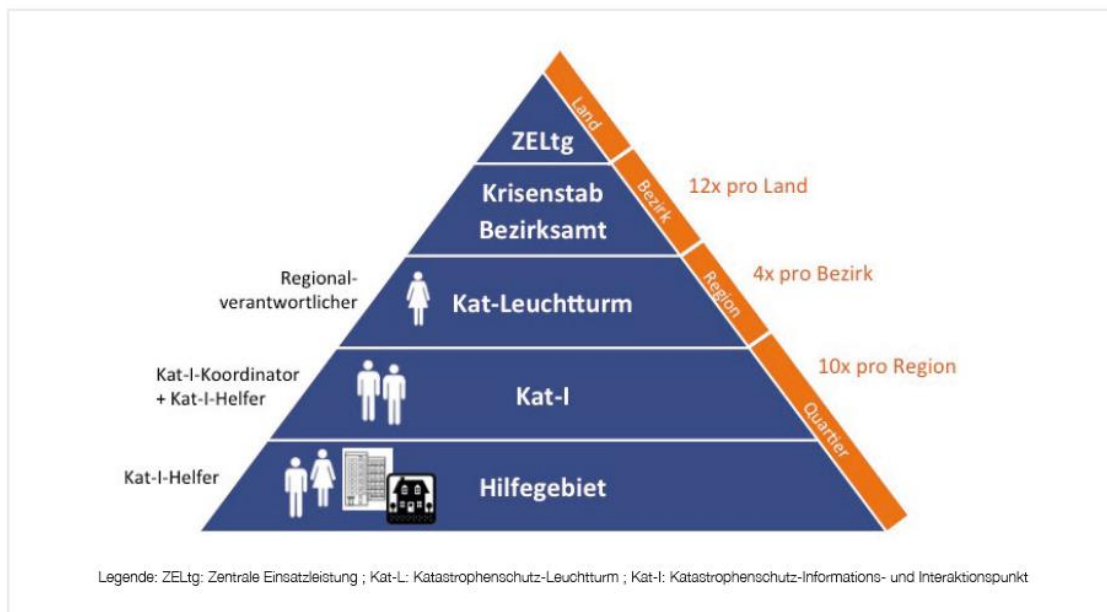 Land
ZELtg
12x pro Land
Bezirk
Krisenstab
Bezirksamt
4x pro Bezirk
Regional-
verantwortlicher
Region
Kat-Leuchtturm
10x pro Region
Kat-I-Koordinator
+ Kat-I-Helfer
Kat-I
Quartier
Kat-I-Helfer
Hilfegebiet
Legende: ZELtg: Zentrale Einsatzleistung ; Kat-L: Katastrophenschutz-Leuchtturm ; Kat-I: Katastrophenschutz-Informations- und Interaktionspunkt